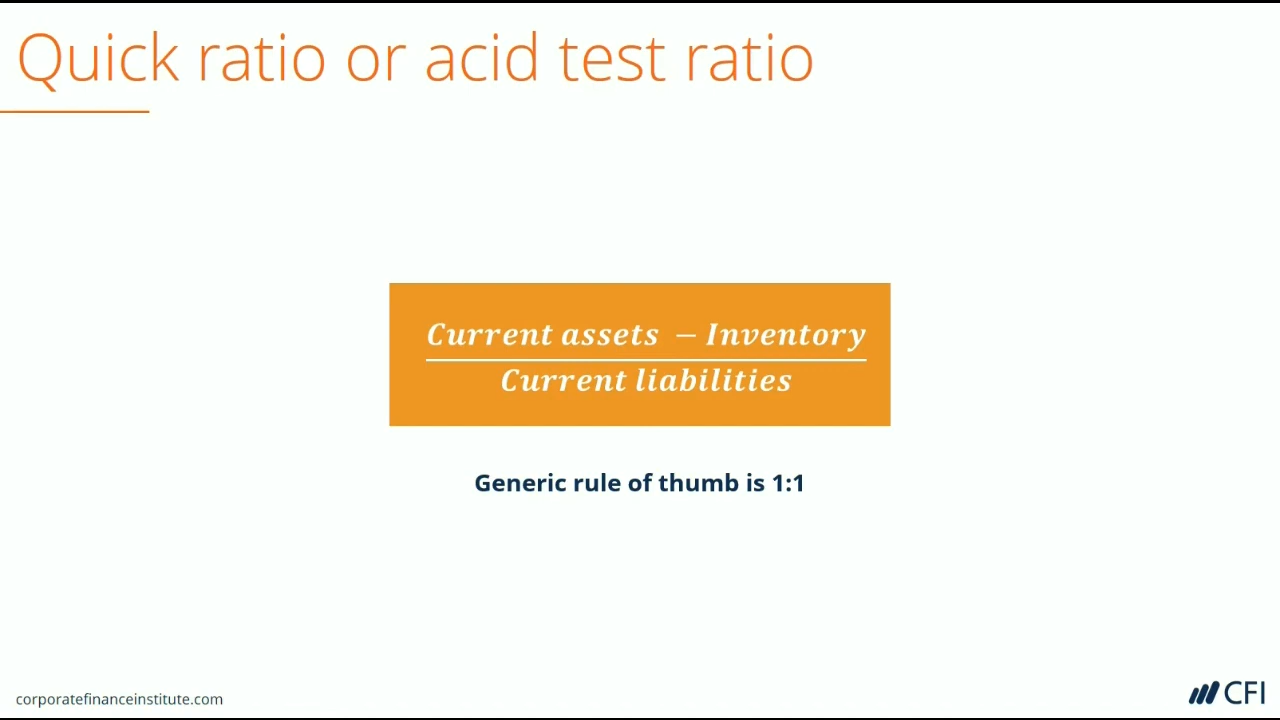 Quick ratio or acid test ratio
Current assets − Inventory
Current liabilities
Generic rule of thumb is 1:1
corporatefinanceinstitute.com
CFI